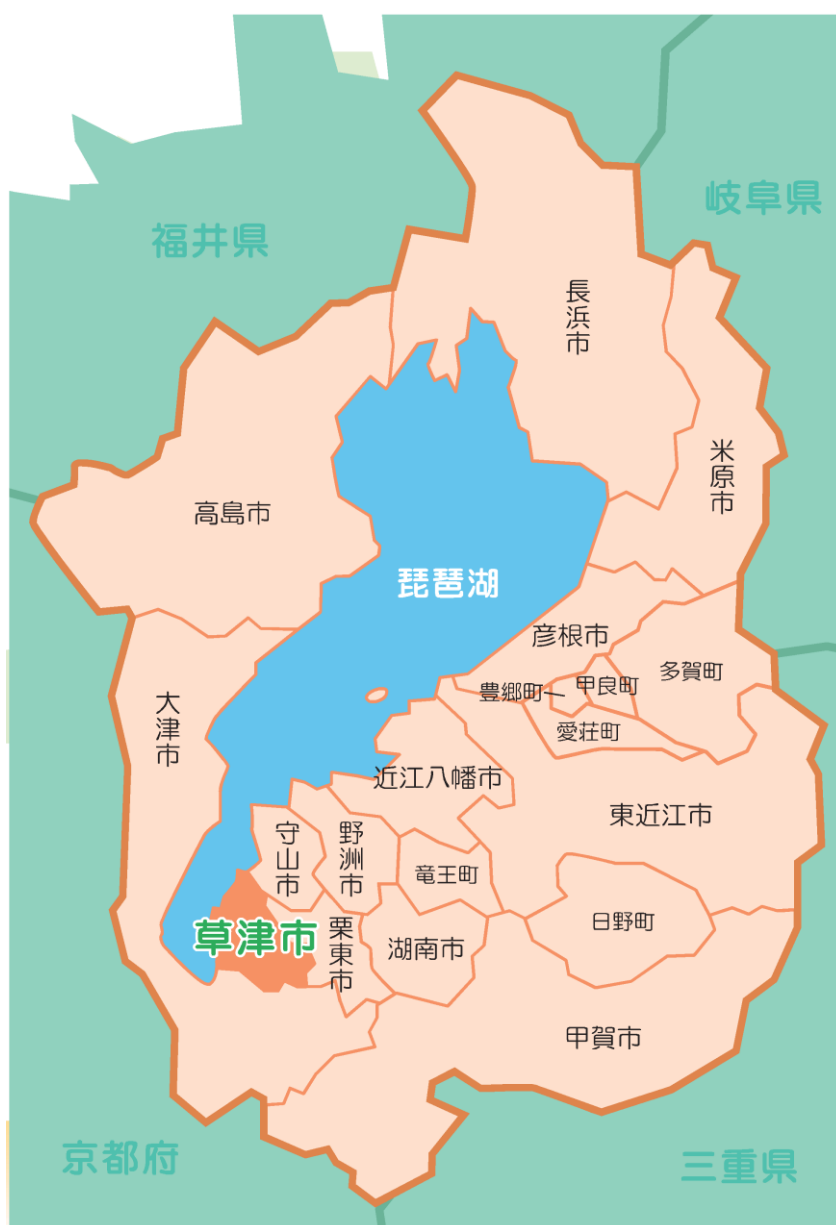 福井県
岐阜県
長浜市
米原市
高島市
琵琶湖
彦根市
多賀町
豊郷町
甲良町
愛荘町
大津市
近江八幡市
東近江市
守山市
野洲市
竜王町
日野町
草津市
栗東市
湖南市
甲賀市
京都府
三重県